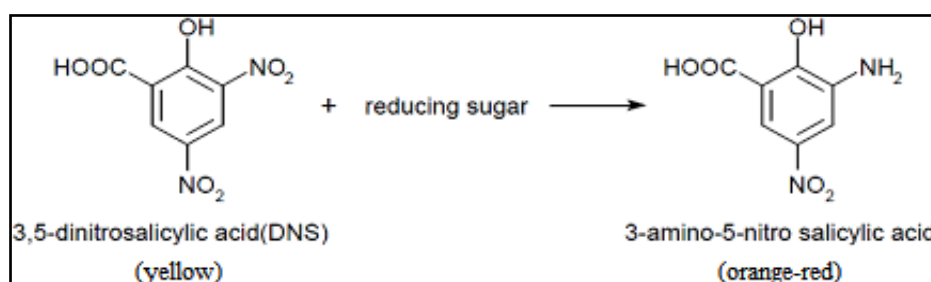 OH
HOOC
NO2
+ reducing sugar
NO2
3,5-dinitrosalicylic acid(DNS)
(yellow)
OH
HOOC
NH2
NO2
3-amino-5-nitro salicylic acid
(orange-red)